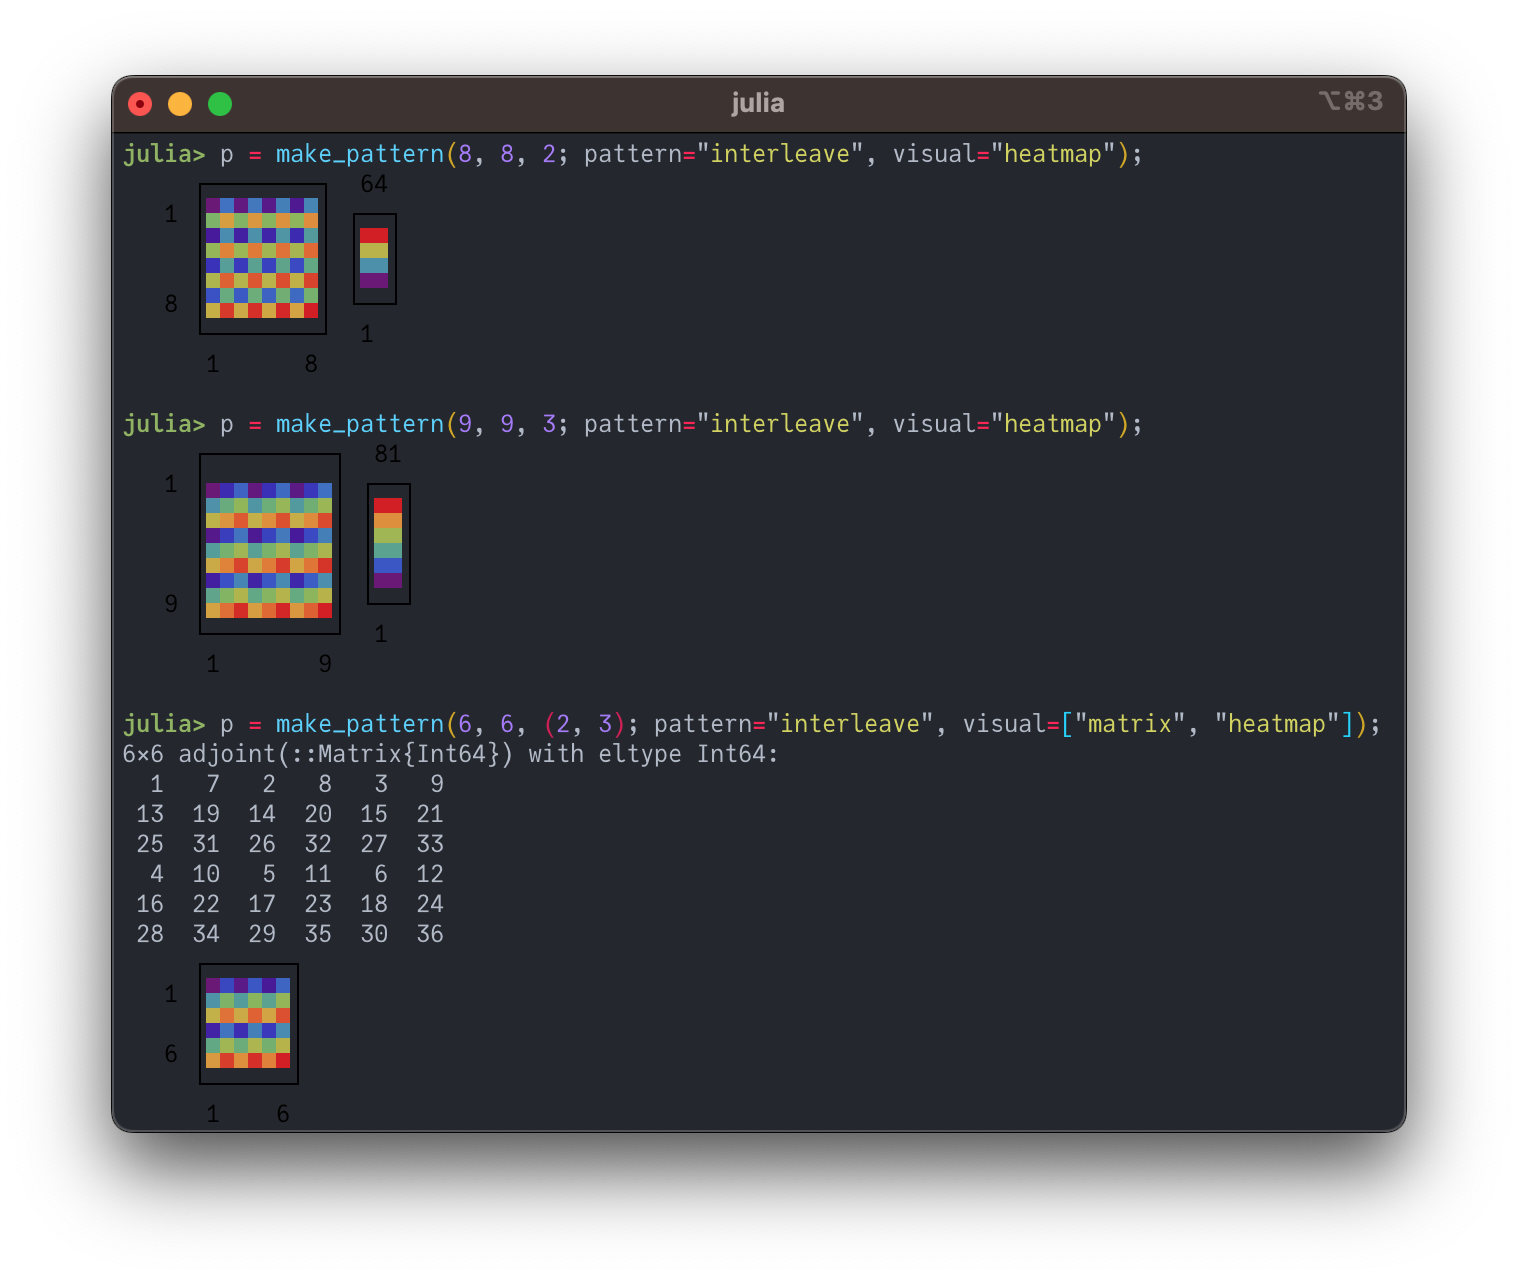 julia ⌥⌘3
julia> p = make_pattern(8, 8, 2; pattern="interleave", visual="heatmap");
64
1
8
1
1 8
julia> p = make_pattern(9, 9, 3; pattern="interleave", visual="heatmap");
81
1
9
1
1 9
julia> p = make_pattern(6, 6, (2, 3); pattern="interleave", visual=["matrix", "heatmap"]);
6×6 adjoint(::Matrix{Int64}) with eltype Int64:
1 7 2 8 3 9
13 19 14 20 15 21
25 31 26 32 27 33
4 10 5 11 6 12
16 22 17 23 18 24
28 34 29 35 30 36
1
6
1 6